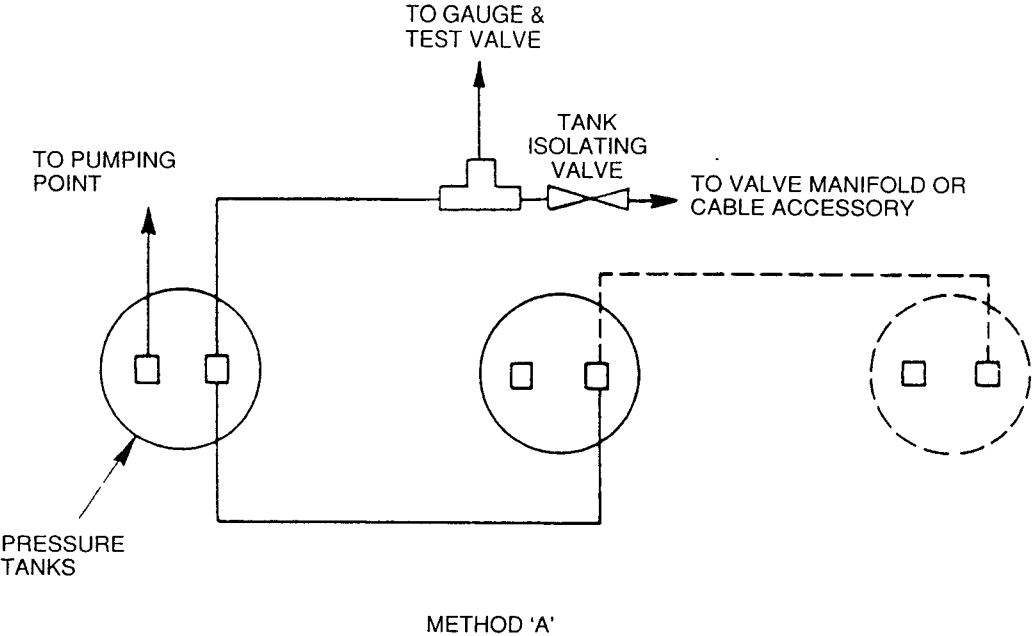 TO GAUGE &
TEST VALVE
TANK
ISOLATING
VALVE
TO PUMPING
POINT
TO VALVE MANIFOLD OR
CABLE ACCESSORY
PRESSURE
TANKS
METHOD 'A'